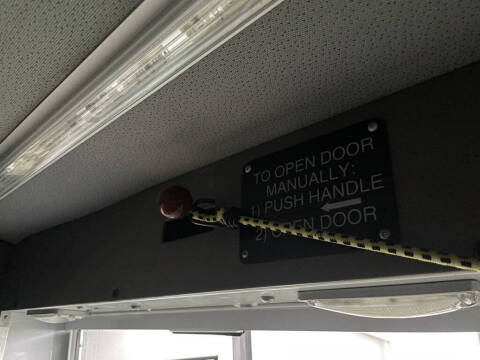 TO OPEN DOOR
MANUALLY:
1) PUSH HANDLE
2) OPEN DOOR